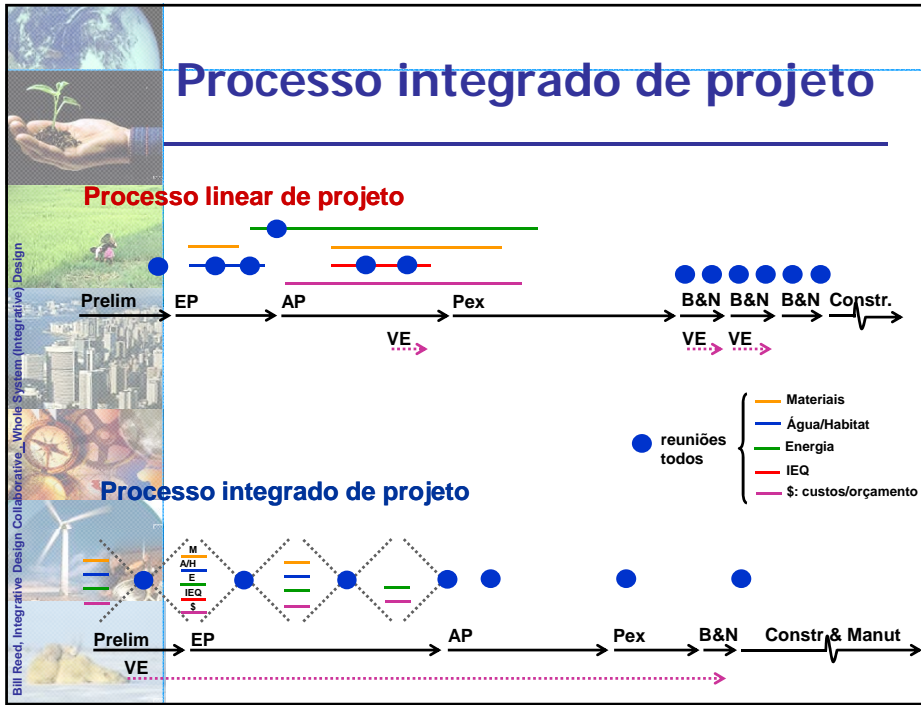 Processo integrado de projeto
Processo linear de projeto
Prelim EP AP Pex B&N B&N B&N Constr.
VE VE VE
reuniões
todos
Materiais
Água/Habitat
Energia
IEQ
$: custos/orçamento
Processo integrado de projeto
M
A/H
E
IEQ
$
Prelim EP AP Pex B&N Constr & Manut
VE
Bill Reed, Integrative Design Collaborative_ Whole System (Integrative) Design